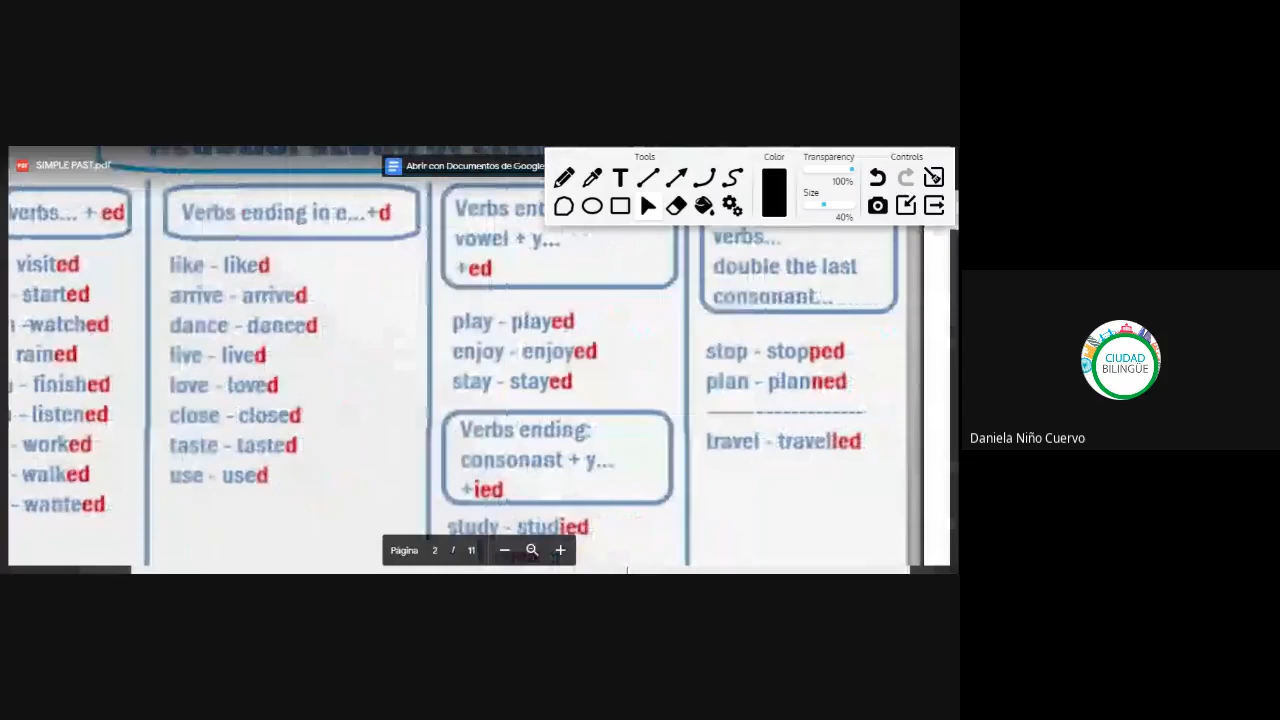 SIMPLE PAST.pdf
Abrir con Documentos de Google
Tools
Color
Transparency
Controls
100%
Size
40%
verbs... + ed
visited
- started
-watched
rained
- finished
- listened
- worked
- walked
- wanteed
Verbs ending in e...+d
like - liked
arrive - arrived
dance - danced
live - lived
love - loved
close - closed
taste - tasted
use - used
Verbs
vowel + y...
+ed
play - played
enjoy - enjoyed
stay - stayed
Verbs ending:
consonant + y...
+ied
study - studied
verbs...
double the last
consonant...
stop - stopped
plan - planned
travel - travelled
Página 2 / 11
CIUDAD
BILINGÜE
Daniela Niño Cuervo